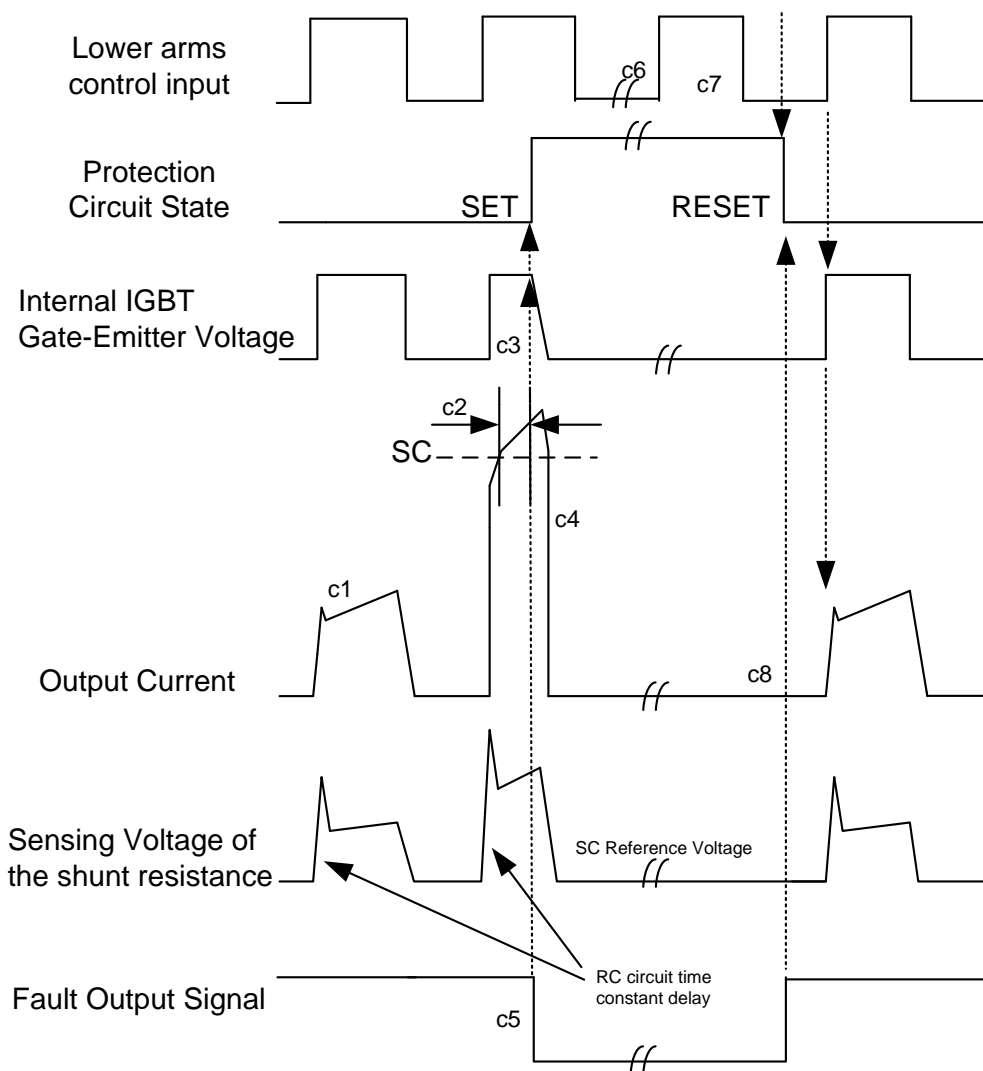 Lower arms
control input
c6
c7
Protection
Circuit State
SET
RESET
Internal IGBT
Gate-Emitter Voltage
c3
c2
SC
c4
c1
Output Current
c8
Sensing Voltage of
the shunt resistance
SC Reference Voltage
RC circuit time
constant delay
Fault Output Signal
c5